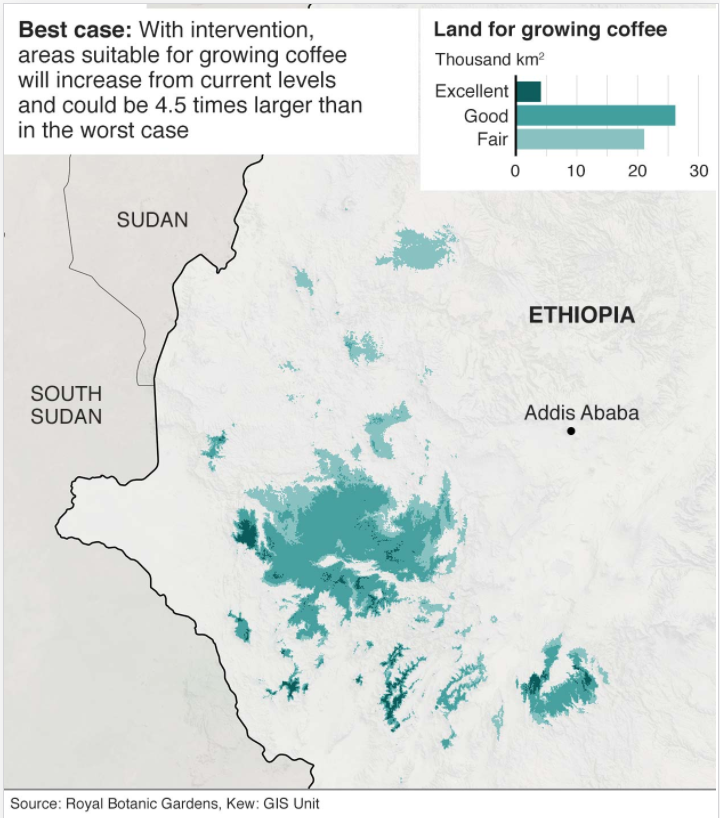 Best case: With intervention,
areas suitable for growing coffee
will increase from current levels
and could be 4.5 times larger than
in the worst case
Land for growing coffee
Thousand km²
Excellent
Good
Fair
0 10 20 30
SUDAN
ETHIOPIA
SOUTH
SUDAN
Addis Ababa
Source: Royal Botanic Gardens, Kew: GIS Unit